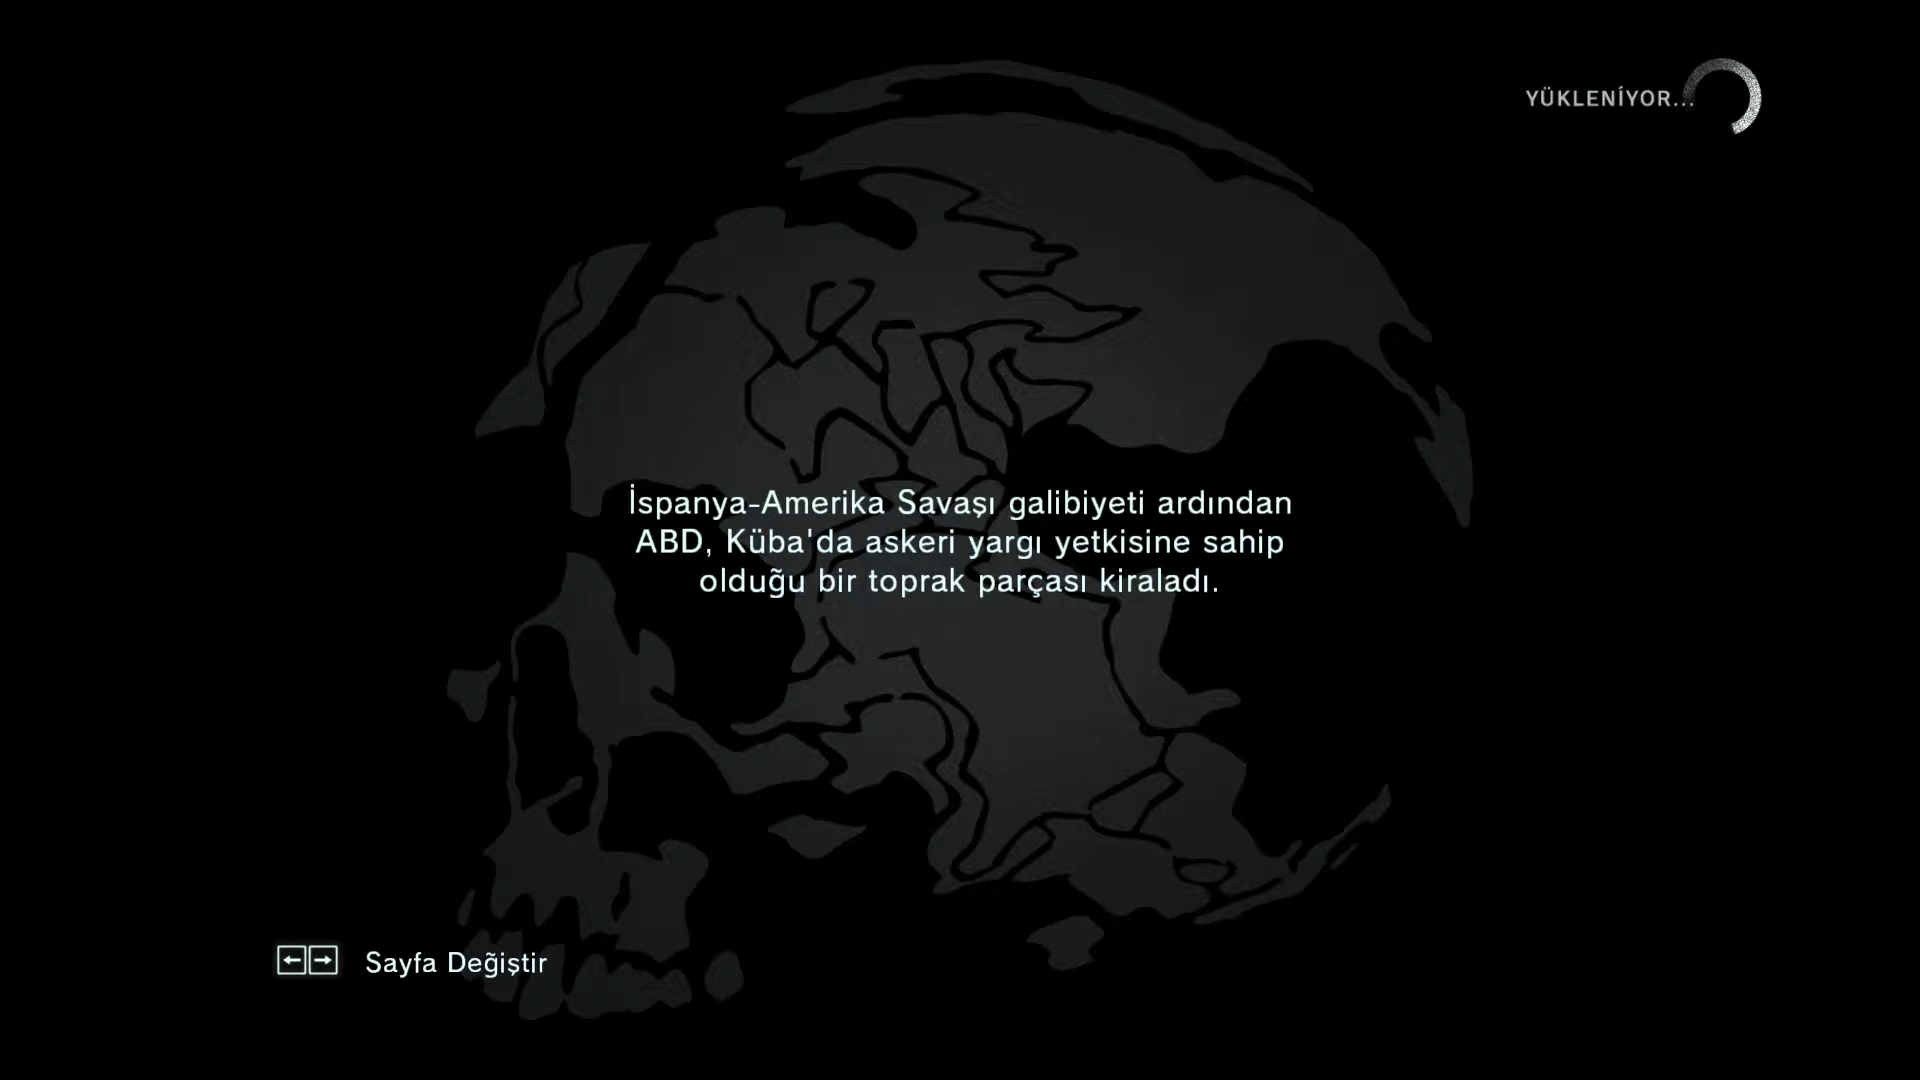 YÜKLENİYOR...
İspanya-Amerika Savaşı galibiyeti ardından
ABD, Küba'da askeri yargı yetkisine sahip
olduğu bir toprak parçası kiraladı.
Sayfa Değiştir